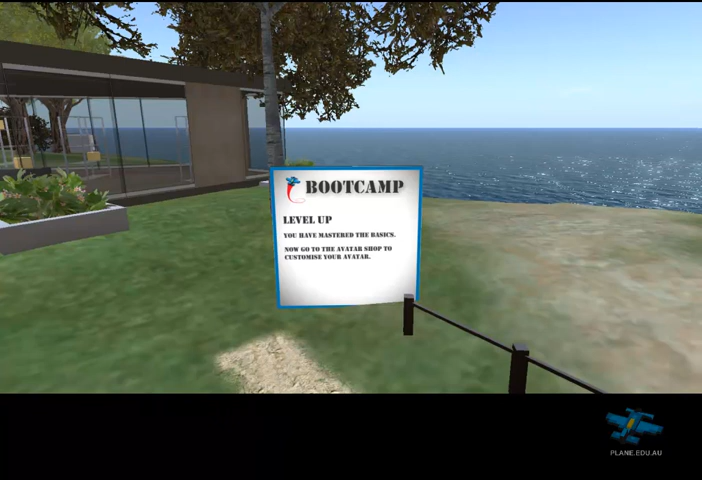 BOOTCAMP
LEVEL UP
YOU HAVE MASTERED THE BASICS.
NOW GO TO THE AVATAR SHOP TO
CUSTOMISE YOUR AVATAR.
PLANE.EDU.AU